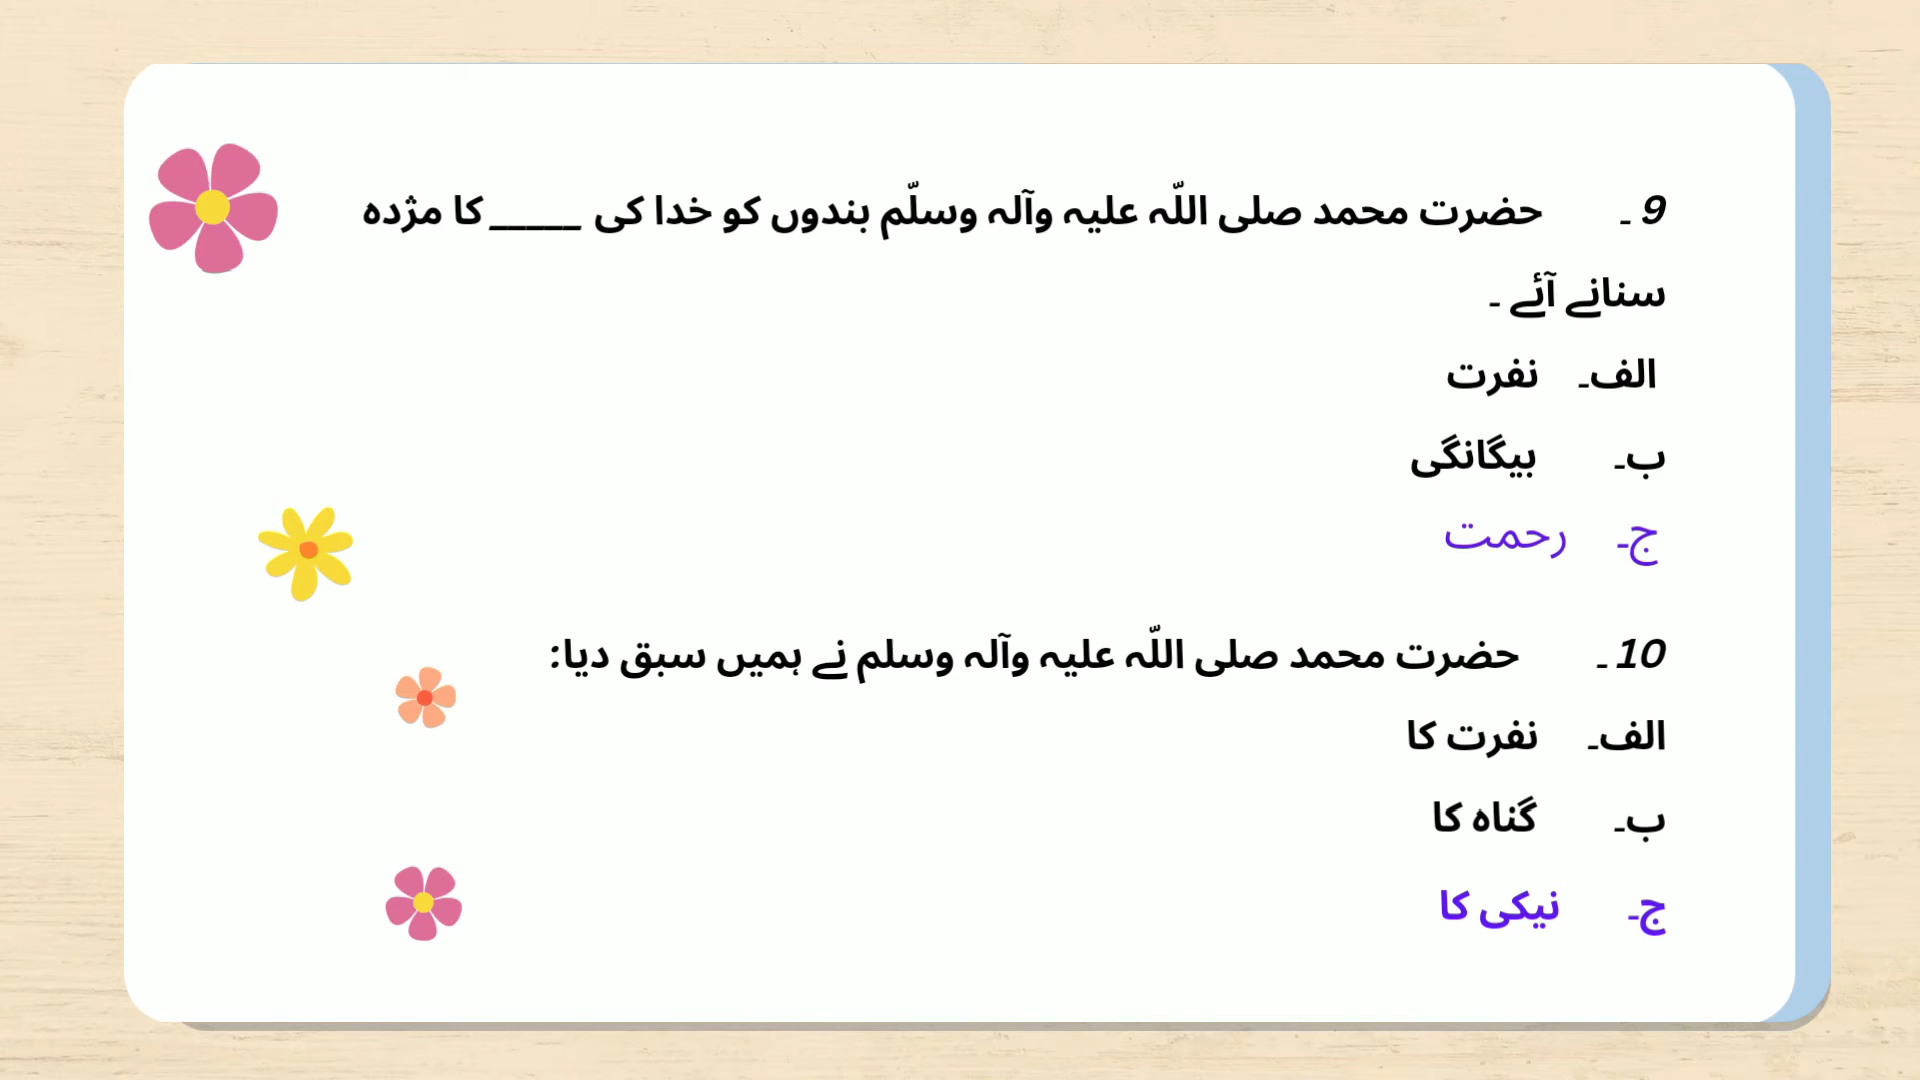 9۔ حضرت محمد صلی اللّہ علیہ وآلہ وسلّم بندوں کو خدا کی _____ کا مژدہ
سنانے آئے ۔
الف۔ نفرت
ب۔ بیگانگی
ج۔ رحمت
10۔ حضرت محمد صلی اللّہ علیہ وآلہ وسلم نے ہمیں سبق دیا:
الف۔ نفرت کا
ب۔ گناہ کا
ج۔ نیکی کا